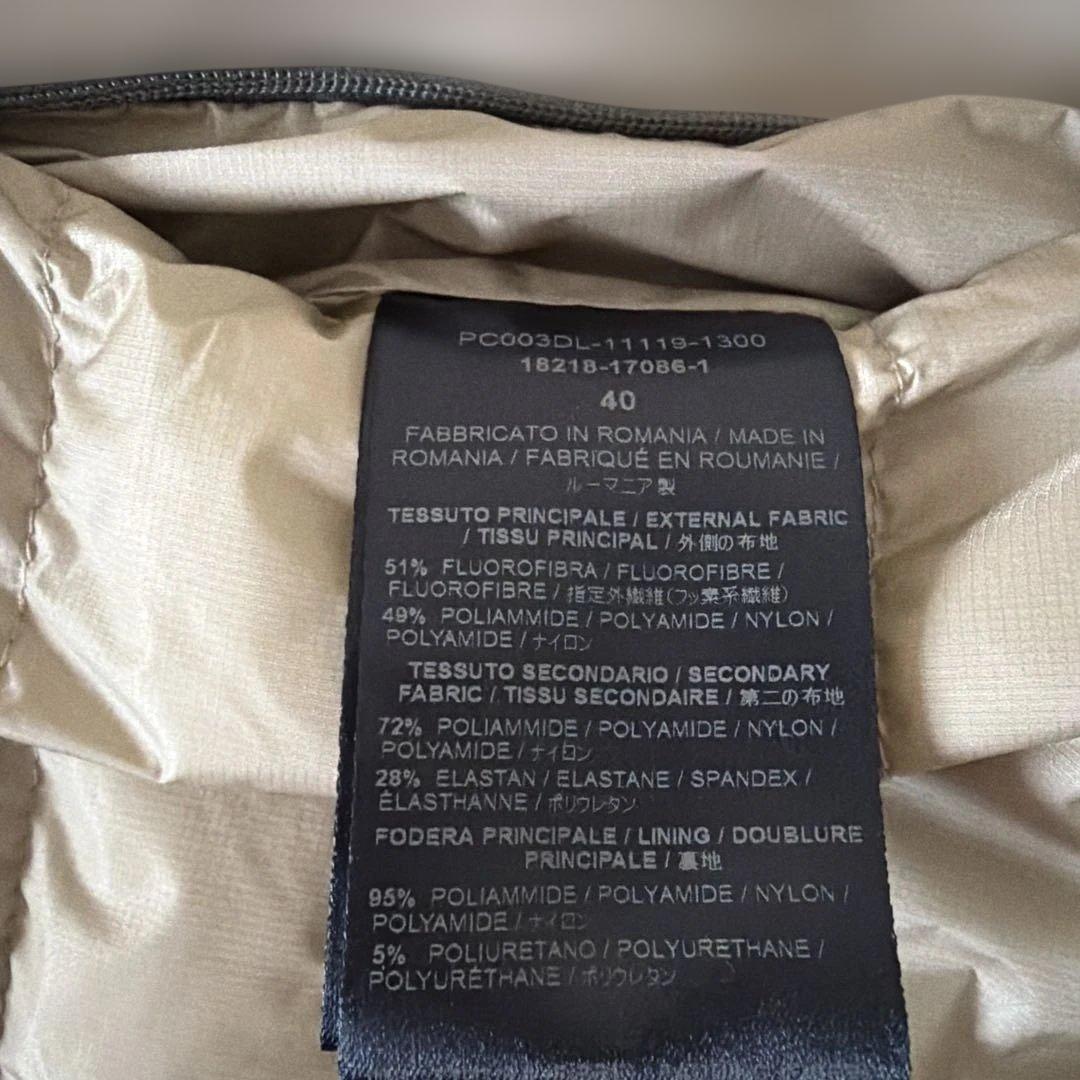 PC003DL-11119-1300
18218-17086-1
40
FABBRICATO IN ROMANIA / MADE IN
ROMANIA / FABRIQUÉ EN ROUMANIE /
ルーマニア製
TESSUTO PRINCIPALE / EXTERNAL FABRIC
/ TISSU PRINCIPAL / 外側の布地
51% FLUOROFIBRA / FLUOROFIBRE /
FLUOROFIBRE / 指定外繊維(フッ素系繊維)
49% POLIAMMIDE / POLYAMIDE / NYLON /
POLYAMIDE / ナイロン
TESSUTO SECONDARIO / SECONDARY
FABRIC / TISSU SECONDAIRE / 第二の布地
72% POLIAMMIDE / POLYAMIDE / NYLON /
POLYAMIDE / ナイロン
28% ELASTAN / ELASTANE / SPANDEX /
ÉLASTHANNE / ポリウレタン
FODERA PRINCIPALE / LINING / DOUBLURE
PRINCIPALE / 裏地
95% POLIAMMIDE / POLYAMIDE / NYLON /
POLYAMIDE / ナイロン
5% POLIURETANO / POLYURÉTHANE /
POLYURÉTHANE / ポリウレタン